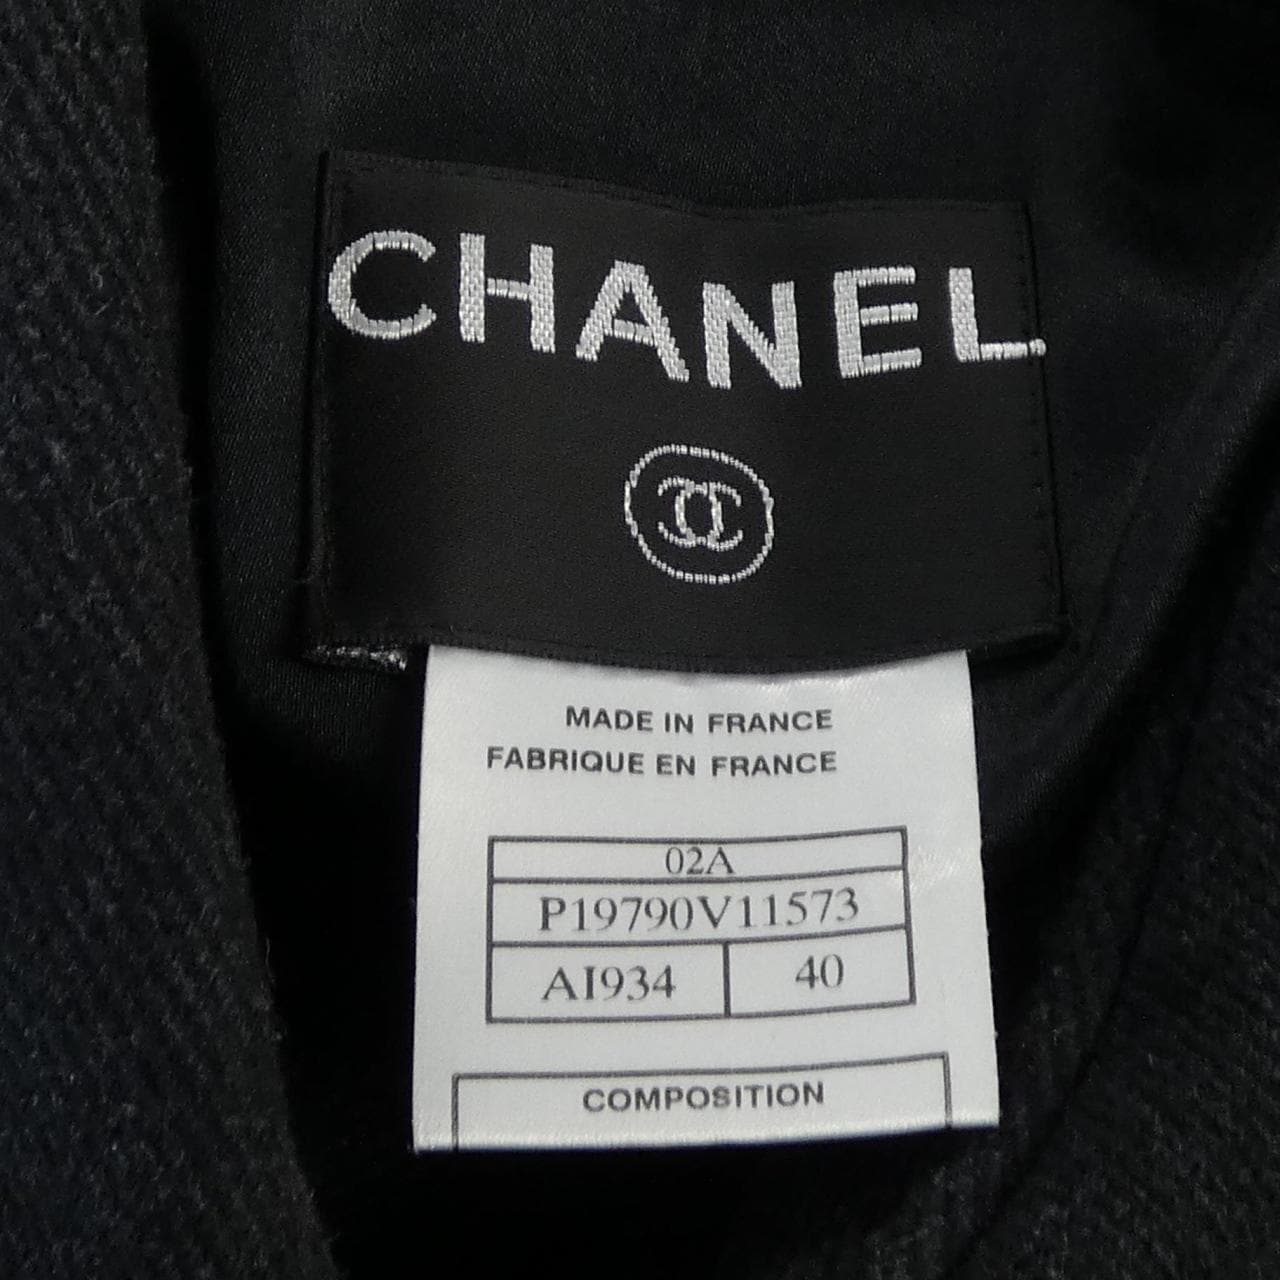 CHANEL
MADE IN FRANCE
FABRIQUE EN FRANCE
02A
P19790V11573
AI934 40
COMPOSITION